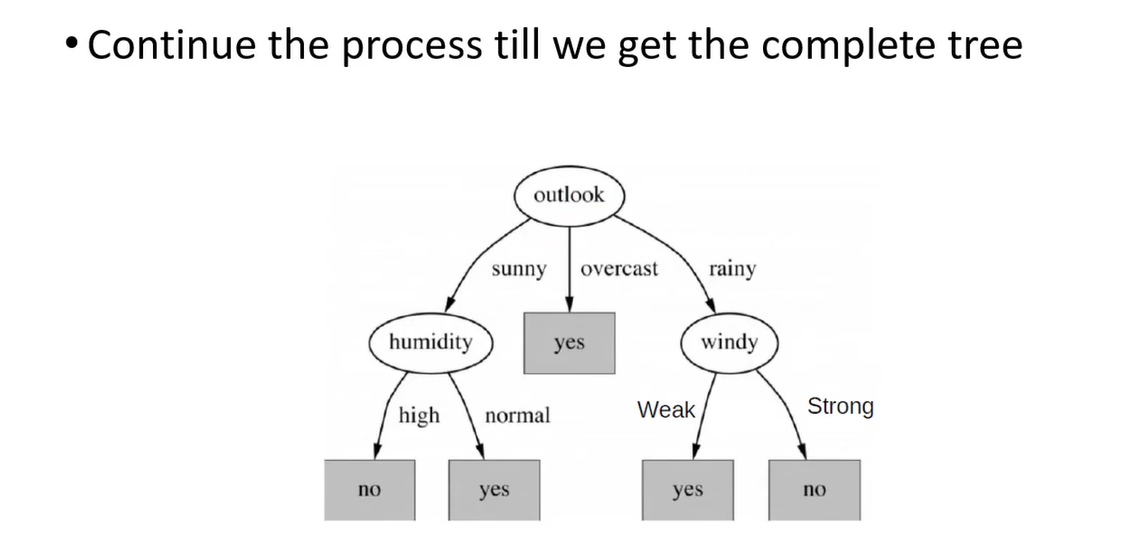 • Continue the process till we get the complete tree
outlook
sunny
overcast
rainy
humidity
yes
windy
high
normal
Weak
Strong
no
yes
yes
no